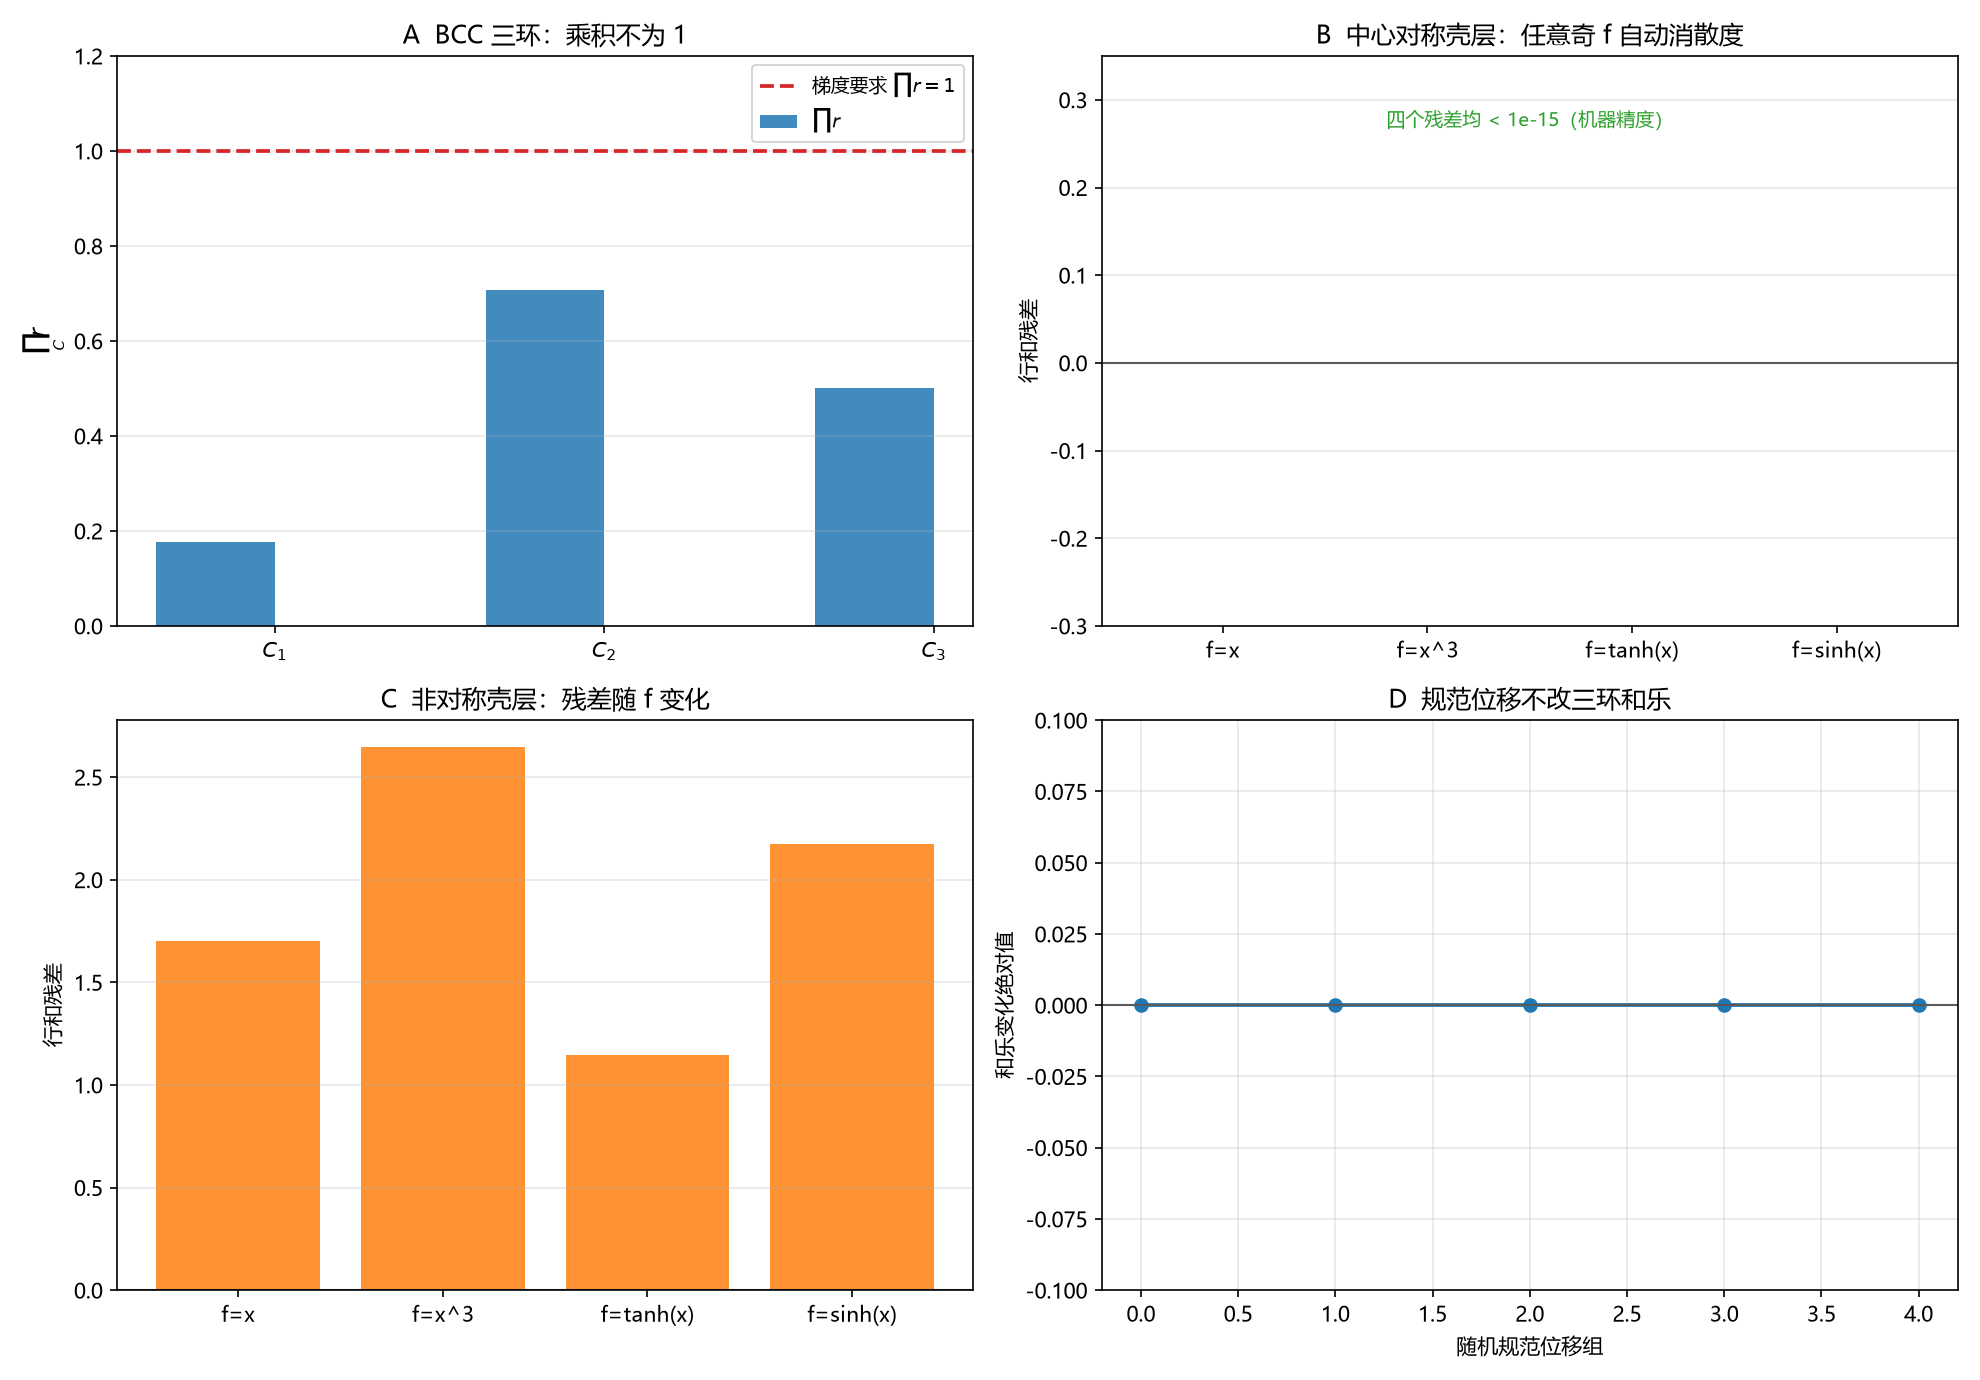 A BCC 三环：乘积不为 1
1.2
1.0
0.8
0.6
0.4
0.2
0.0
∏r
C
梯度要求 ∏r = 1
∏r
C₁
C₂
C₃
B 中心对称壳层：任意奇 f 自动消散度
四个残差均 < 1e-15（机器精度）
0.3
0.2
0.1
0.0
-0.1
-0.2
-0.3
行和残差
f=x
f=x^3
f=tanh(x)
f=sinh(x)
C 非对称壳层：残差随 f 变化
2.5
2.0
1.5
1.0
0.5
0.0
行和残差
f=x
f=x^3
f=tanh(x)
f=sinh(x)
D 规范位移不改三环和乐
0.100
0.075
0.050
0.025
0.000
-0.025
-0.050
-0.075
-0.100
和乐变化绝对值
0.0
0.5
1.0
1.5
2.0
2.5
3.0
3.5
4.0
随机规范位移组